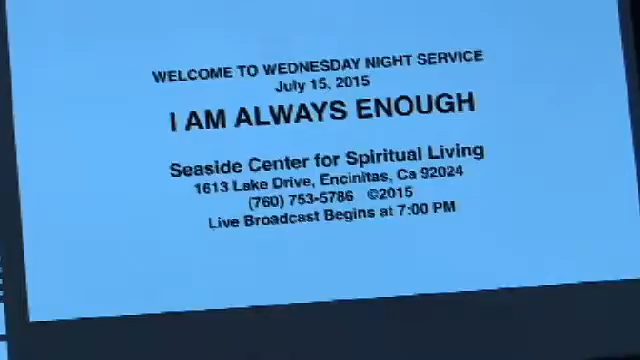 WELCOME TO WEDNESDAY NIGHT SERVICE
July 15, 2015
I AM ALWAYS ENOUGH
Seaside Center for Spiritual Living
1613 Lake Drive, Encinitas, Ca 92024
(760) 753-5786 ©2015
Live Broadcast Begins at 7:00 PM